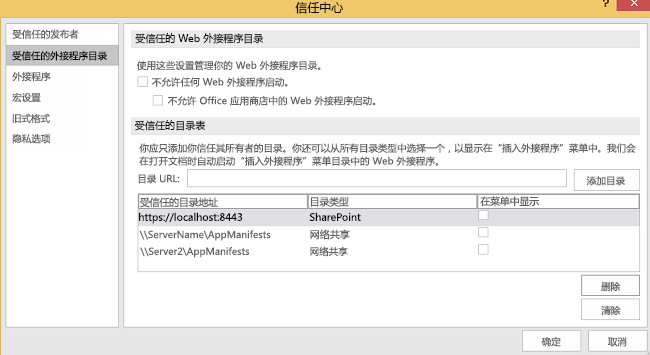 信任中心
?
受信任的发布者
受信任的外接程序目录
外接程序
宏设置
旧式格式
隐私选项
受信任的 Web 外接程序目录
使用这些设置管理你的 Web 外接程序目录。
不允许任何 Web 外接程序启动。
不允许 Office 应用商店中的 Web 外接程序启动。
受信任的目录表
你应只添加你信任其所有者的目录。你还可以从所有目录类型中选择一个，以显示在“插入外接程序”菜单中。我们会
在打开文档时自动启动“插入外接程序”菜单目录中的 Web 外接程序。
目录 URL:
添加目录
受信任的目录地址 目录类型 在菜单中显示
https://localhost:8443 SharePoint
\\ServerName\AppManifests 网络共享
\\Server2\AppManifests 网络共享
删除
清除
确定 取消